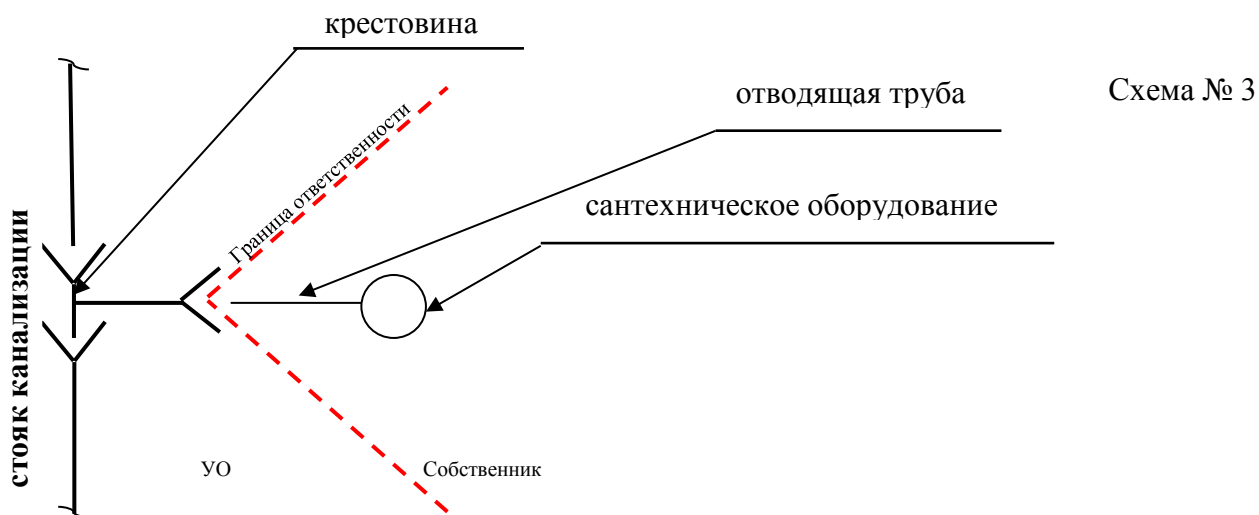 крестовина
отводящая труба
Схема № 3
Граница ответственности
сантехническое оборудование
стояк канализации
УО
Собственник